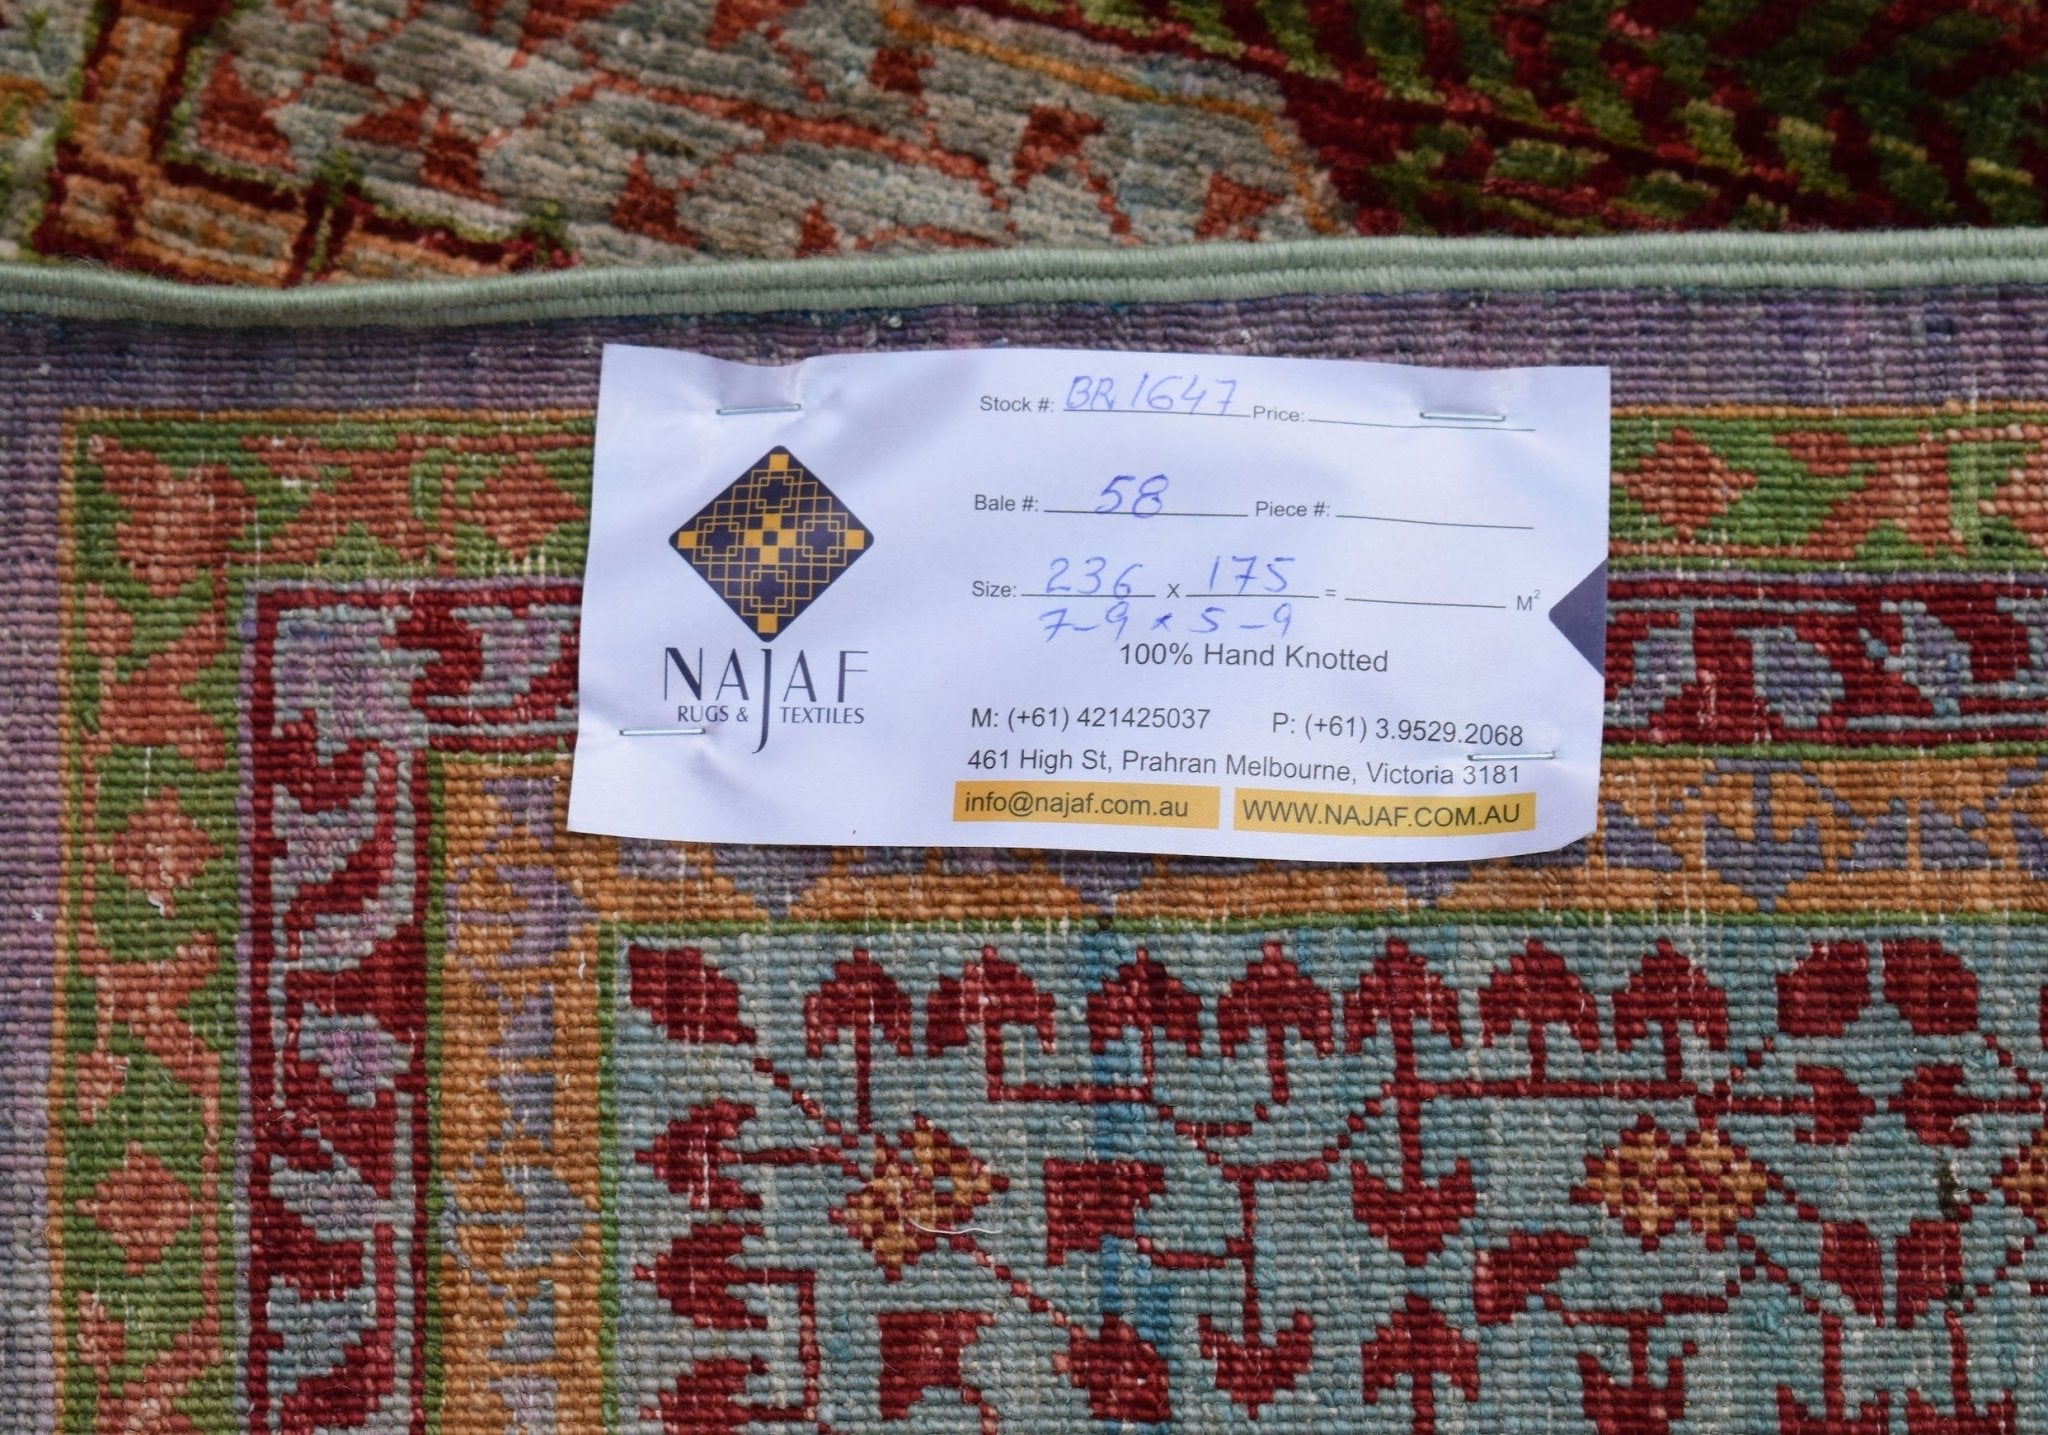 Stock #: BR 1647 Price:
Bale #: 58 Piece #:
Size: 236 x 175 = M²
7-9 x 5-9
100% Hand Knotted
NAJAF
RUGS & TEXTILES
M: (+61) 421425037 P: (+61) 3.9529.2068
461 High St, Prahran Melbourne, Victoria 3181
info@najaf.com.au WWW.NAJAF.COM.AU